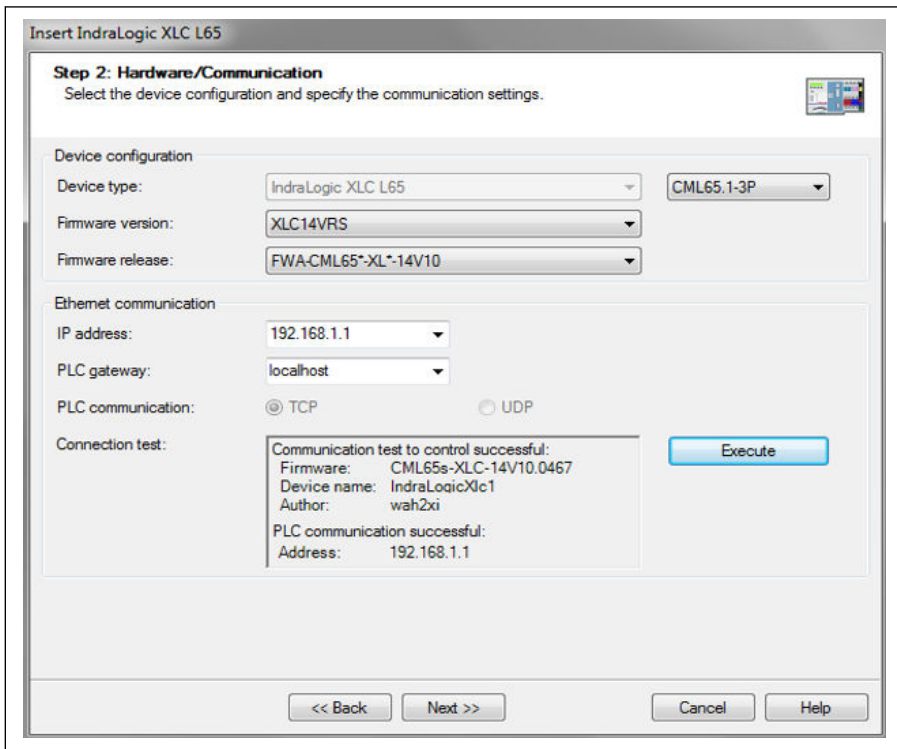 Insert IndraLogic XLC L65
Step 2: Hardware/Communication
Select the device configuration and specify the communication settings.
Device configuration
Device type: IndraLogic XLC L65 CML65.1-3P
Firmware version: XLC14VRS
Firmware release: FWA-CML65*-XL*-14V10
Ethernet communication
IP address: 192.168.1.1
PLC gateway: localhost
PLC communication: TCP UDP
Connection test: Communication test to control successful: Execute
Firmware: CML65s-XLC-14V10.0467
Device name: IndraLogicXlc1
Author: wah2xi
PLC communication successful:
Address: 192.168.1.1
<< Back Next >> Cancel Help